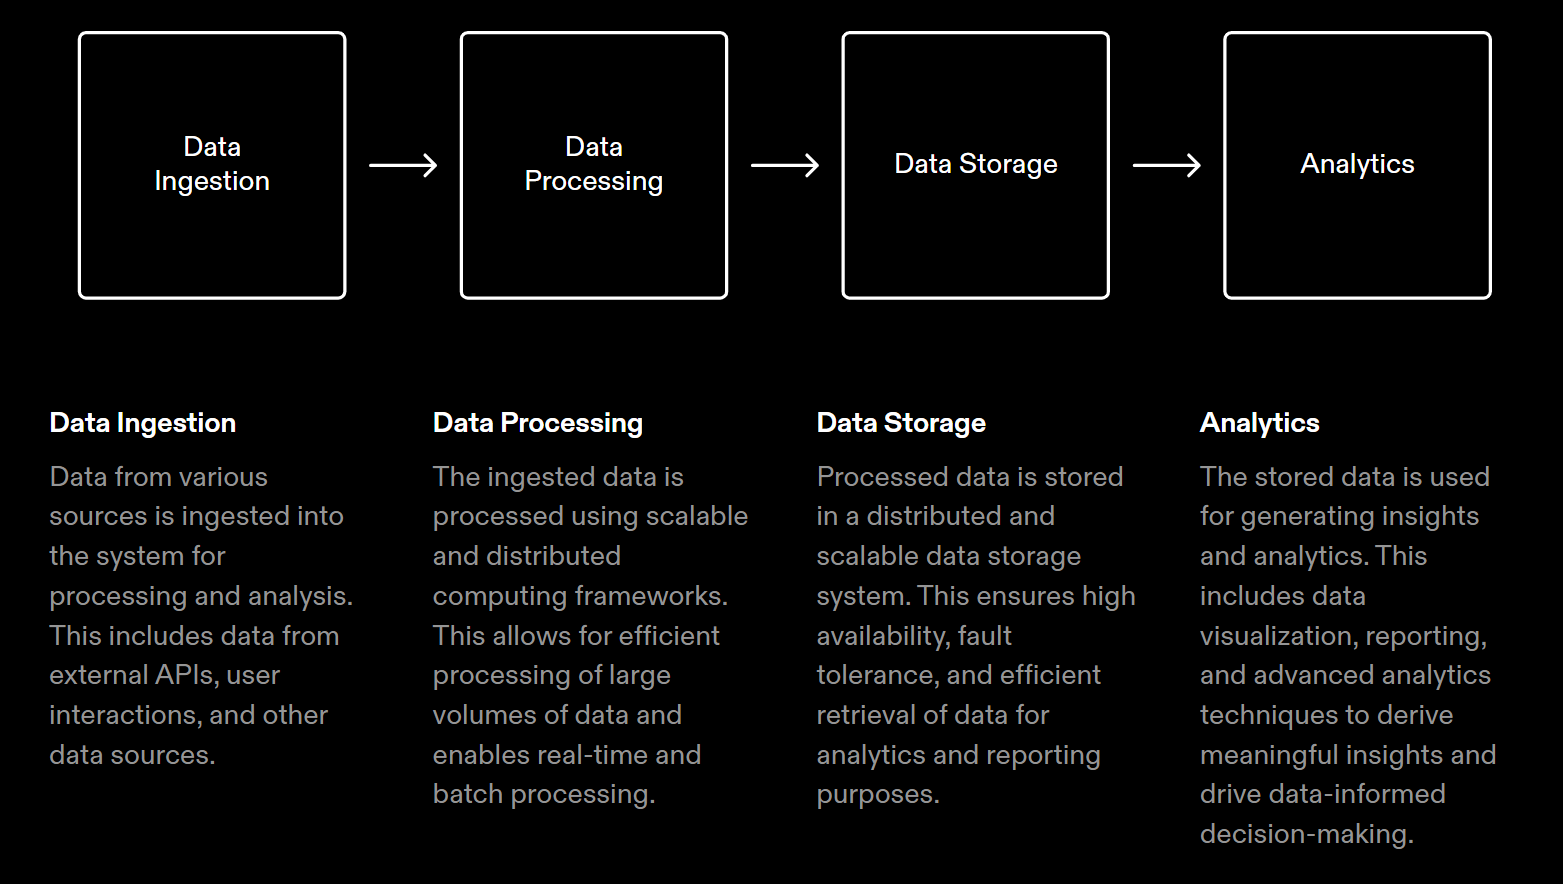 Data
Ingestion
Data
Processing
Data Storage
Analytics
Data Ingestion
Data from various
sources is ingested into
the system for
processing and analysis.
This includes data from
external APIs, user
interactions, and other
data sources.
Data Processing
The ingested data is
processed using scalable
and distributed
computing frameworks.
This allows for efficient
processing of large
volumes of data and
enables real-time and
batch processing.
Data Storage
Processed data is stored
in a distributed and
scalable data storage
system. This ensures high
availability, fault
tolerance, and efficient
retrieval of data for
analytics and reporting
purposes.
Analytics
The stored data is used
for generating insights
and analytics. This
includes data
visualization, reporting,
and advanced analytics
techniques to derive
meaningful insights and
drive data-informed
decision-making.